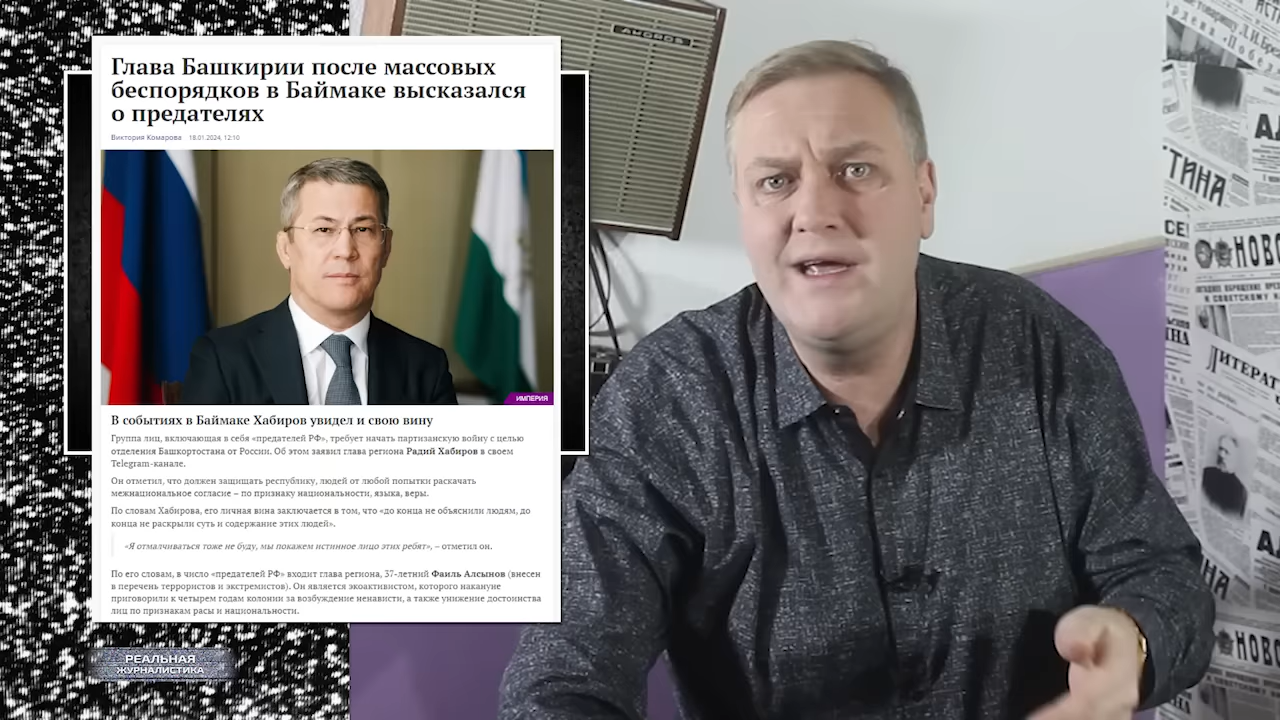 Глава Башкирии после массовых
беспорядков в Баймаке высказался
о предателях
Виктория Комарова 18.01.2024, 12:10
ИМПЕРИЯ
В событиях в Баймаке Хабиров увидел и свою вину
Группа лиц, включающая в себя «предателей РФ», требует начать партизанскую войну с целью
отделения Башкортостана от России. Об этом заявил глава региона Радий Хабиров в своем
Telegram-канале.
Он отметил, что должен защищать республику, людей от любой попытки раскачать
межнациональное согласие – по признаку национальности, языка, веры.
По словам Хабирова, его личная вина заключается в том, что «до конца не объяснили людям, до
конца не раскрыли суть и содержание этих людей».
«Я отмалчиваться тоже не буду, мы покажем истинное лицо этих ребят», – отметил он.
По его словам, в число «предателей РФ» входит глава региона, 37-летний Фаиль Алсынов (внесен
в перечень террористов и экстремистов). Он является экоактивистом, которого накануне
приговорили к четырем годам колонии за возбуждение ненависти, а также унижение достоинства
лиц по признакам расы и национальности.
РЕАЛЬНАЯ
ЖУРНАЛИСТИКА
ЛИТЕРАТ
НОВО